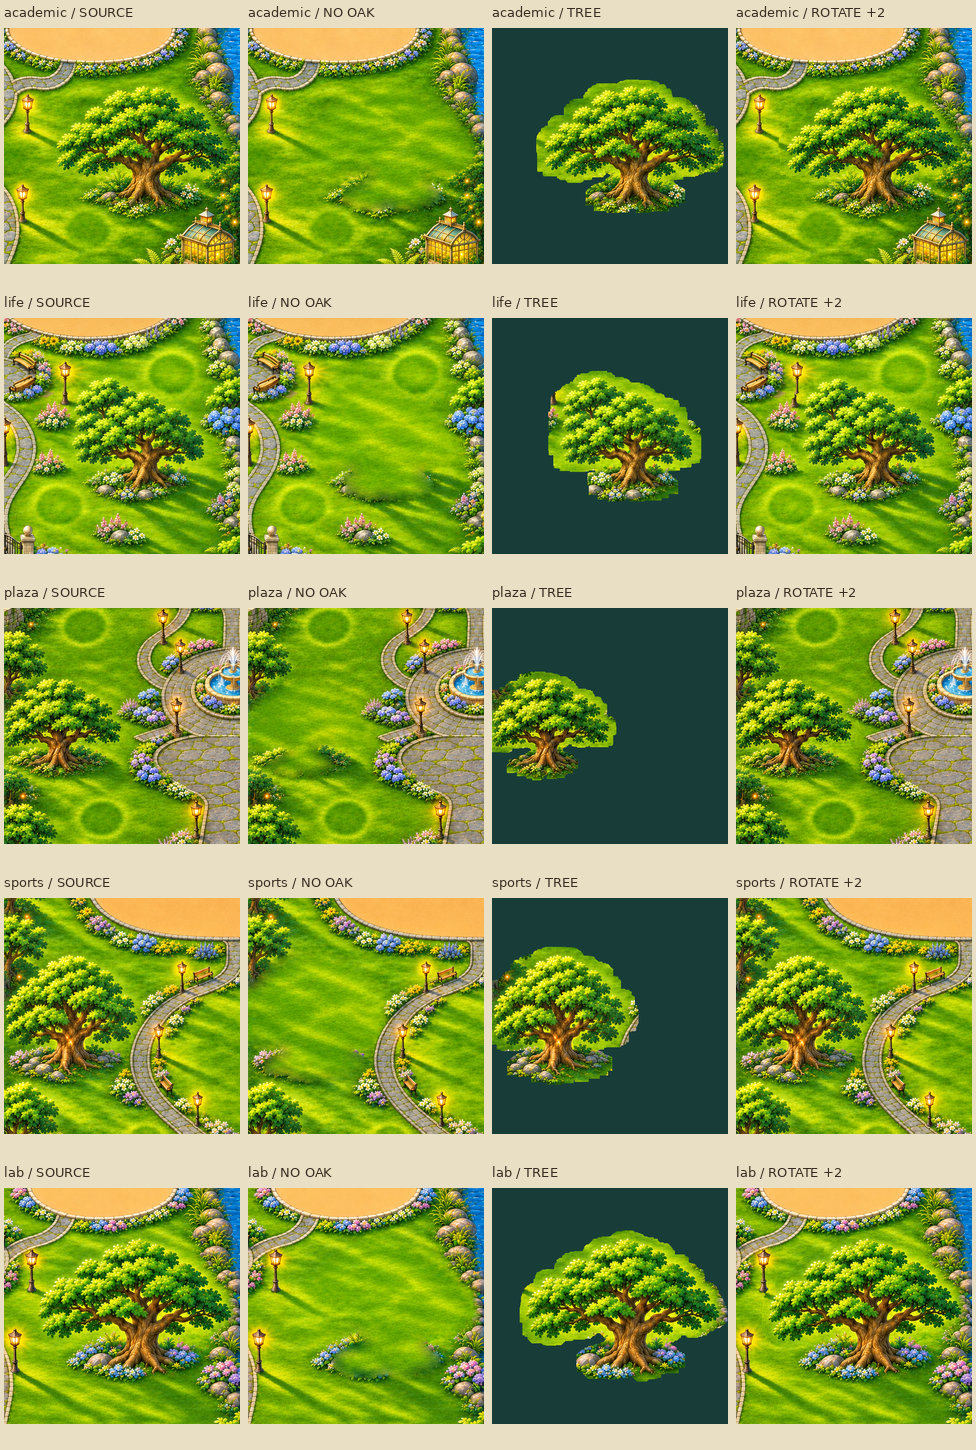 academic / SOURCE
academic / NO OAK
academic / TREE
academic / ROTATE +2
life / SOURCE
life / NO OAK
life / TREE
life / ROTATE +2
plaza / SOURCE
plaza / NO OAK
plaza / TREE
plaza / ROTATE +2
sports / SOURCE
sports / NO OAK
sports / TREE
sports / ROTATE +2
lab / SOURCE
lab / NO OAK
lab / TREE
lab / ROTATE +2